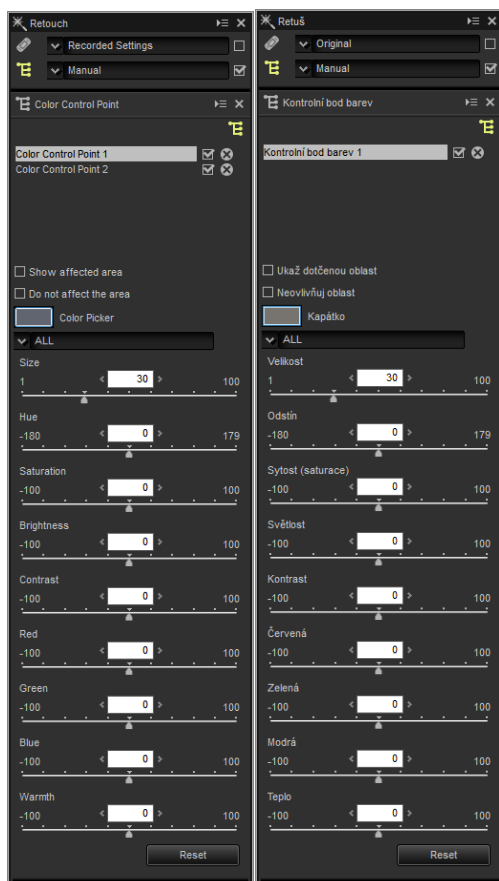 Retouch
Recorded Settings
Manual
Color Control Point
Color Control Point 1
Color Control Point 2
Show affected area
Do not affect the area
Color Picker
ALL
Size
1 30 100
Hue
-180 0 179
Saturation
-100 0 100
Brightness
-100 0 100
Contrast
-100 0 100
Red
-100 0 100
Green
-100 0 100
Blue
-100 0 100
Warmth
-100 0 100
Reset
Retuš
Original
Manual
Kontrolní bod barev
Kontrolní bod barev 1
Ukaž dotčenou oblast
Neovlivňuj oblast
Kapátko
ALL
Velikost
1 30 100
Odstín
-180 0 179
Sytost (saturace)
-100 0 100
Světlost
-100 0 100
Kontrast
-100 0 100
Červená
-100 0 100
Zelená
-100 0 100
Modrá
-100 0 100
Teplo
-100 0 100
Reset